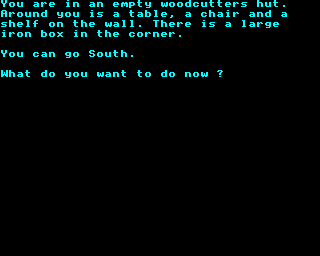 You are in an empty woodcutters hut.
Around you is a table, a chair and a
shelf on the wall. There is a large
iron box in the corner.
You can go South.
What do you want to do now ?